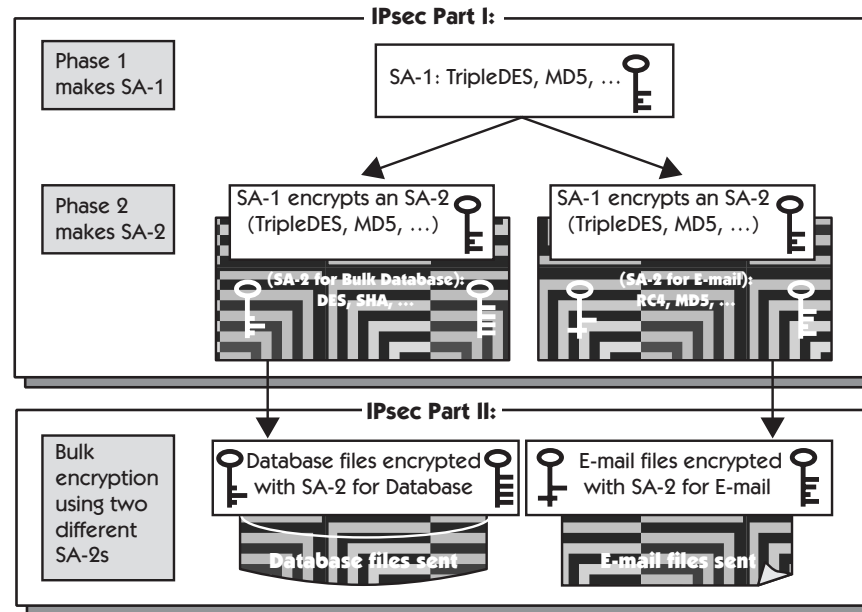 IPsec Part I:
Phase 1
makes SA-1
SA-1: TripleDES, MD5, …
Phase 2
makes SA-2
SA-1 encrypts an SA-2
(TripleDES, MD5, …)
(SA-2 for Bulk Database):
DES, SHA, …
SA-1 encrypts an SA-2
(TripleDES, MD5, …)
(SA-2 for E-mail):
RC4, MD5, …
IPsec Part II:
Bulk
encryption
using two
different
SA-2s
Database files encrypted
with SA-2 for Database
Database files sent
E-mail files encrypted
with SA-2 for E-mail
E-mail files sent